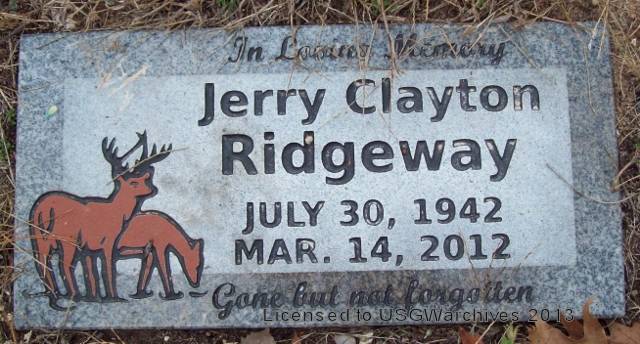 In Loving Memory
Jerry Clayton
Ridgeway
JULY 30, 1942
MAR. 14, 2012
Gone but not forgotten
Licensed to USGWarchives 2013